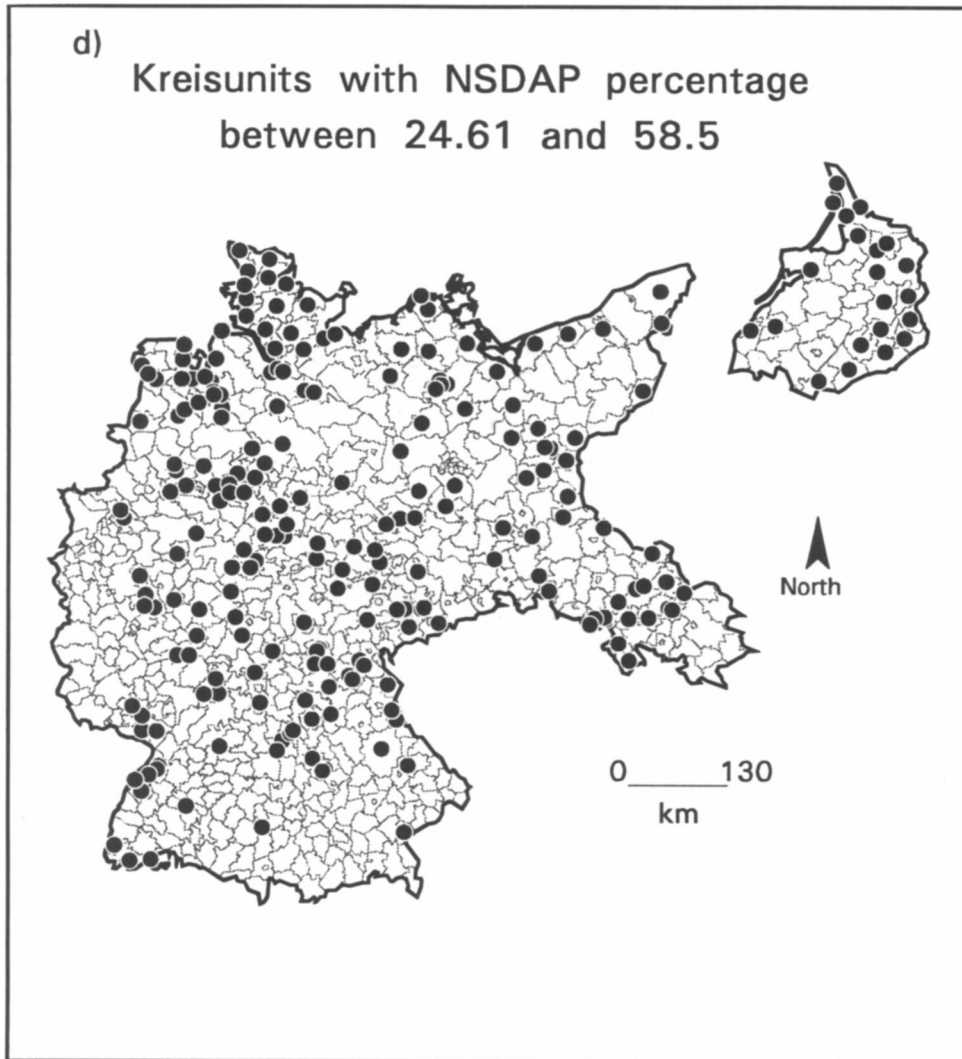 d)
Kreisunits with NSDAP percentage
between 24.61 and 58.5
North
0 130
km